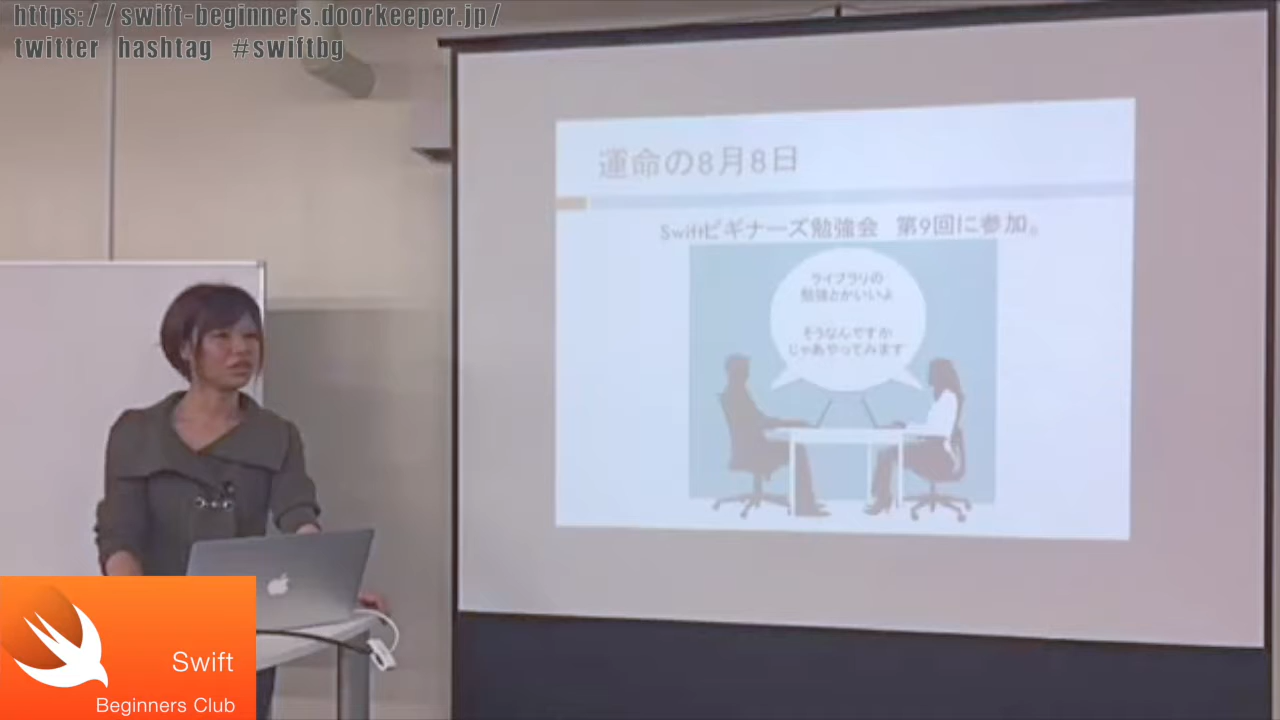 https://swift-beginners.doorkeeper.jp/
twitter hashtag #swiftbg
運命の8月8日
Swiftビギナーズ勉強会 第9回に参加。
ライブラリの
勉強とかいいよ
そうなんですか
じゃあやってみます
Swift
Beginners Club